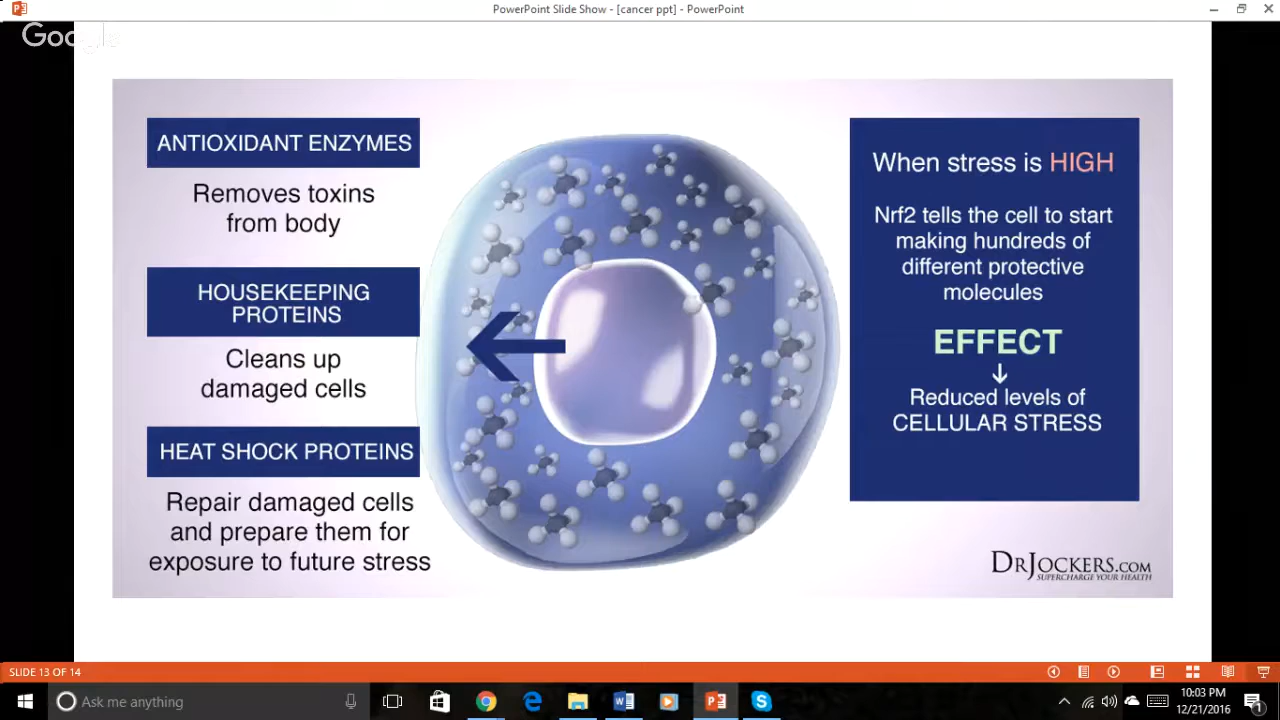 PowerPoint Slide Show - [cancer ppt] - PowerPoint
Google
ANTIOXIDANT ENZYMES
Removes toxins
from body
HOUSEKEEPING
PROTEINS
Cleans up
damaged cells
HEAT SHOCK PROTEINS
Repair damaged cells
and prepare them for
exposure to future stress
When stress is HIGH
Nrf2 tells the cell to start
making hundreds of
different protective
molecules
EFFECT
Reduced levels of
CELLULAR STRESS
DRJOCKERS.COM
SUPERCHARGE YOUR HEALTH
SLIDE 13 OF 14
Ask me anything
10:03 PM
12/21/2016
1